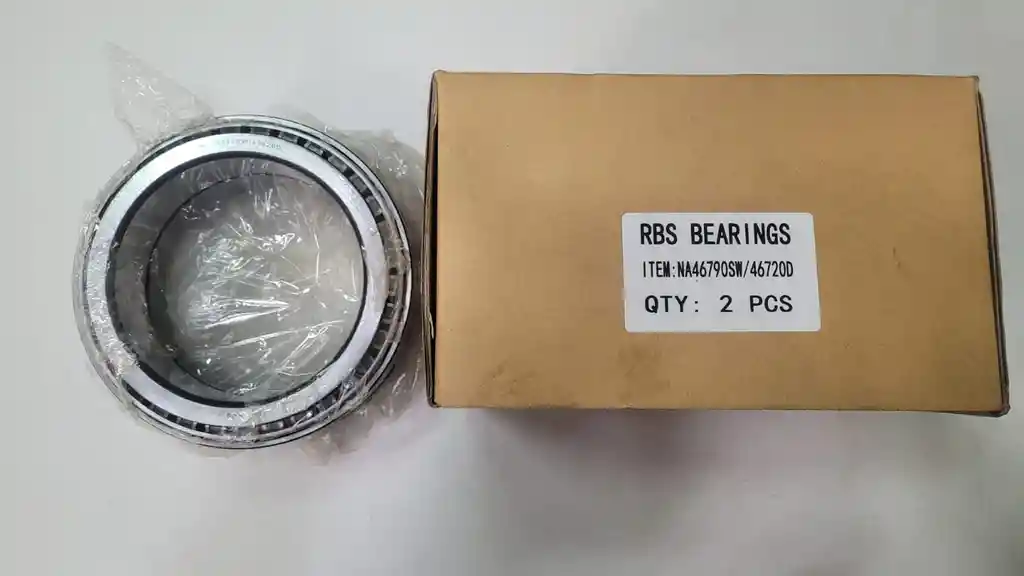 RBS BEARINGS
ITEM:NA46790SW/46720D
QTY: 2 PCS